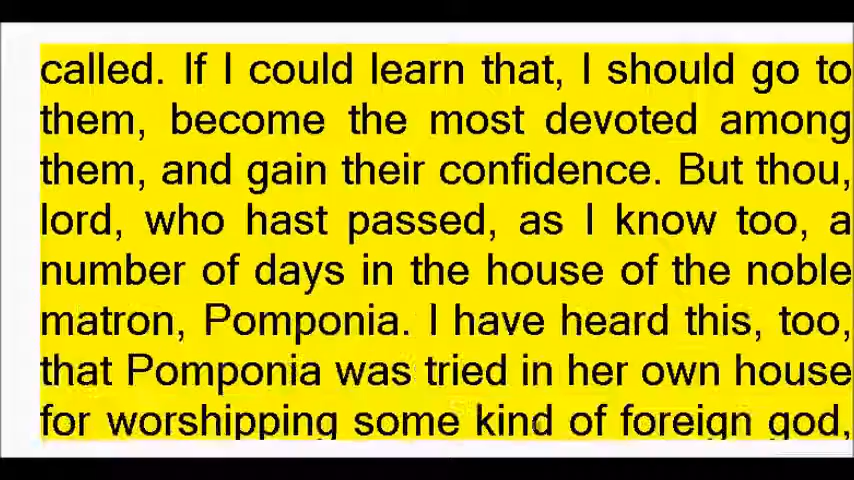 called. If I could learn that, I should go to
them, become the most devoted among
them, and gain their confidence. But thou,
lord, who hast passed, as I know too, a
number of days in the house of the noble
matron, Pomponia. I have heard this, too,
that Pomponia was tried in her own house
for worshipping some kind of foreign god,